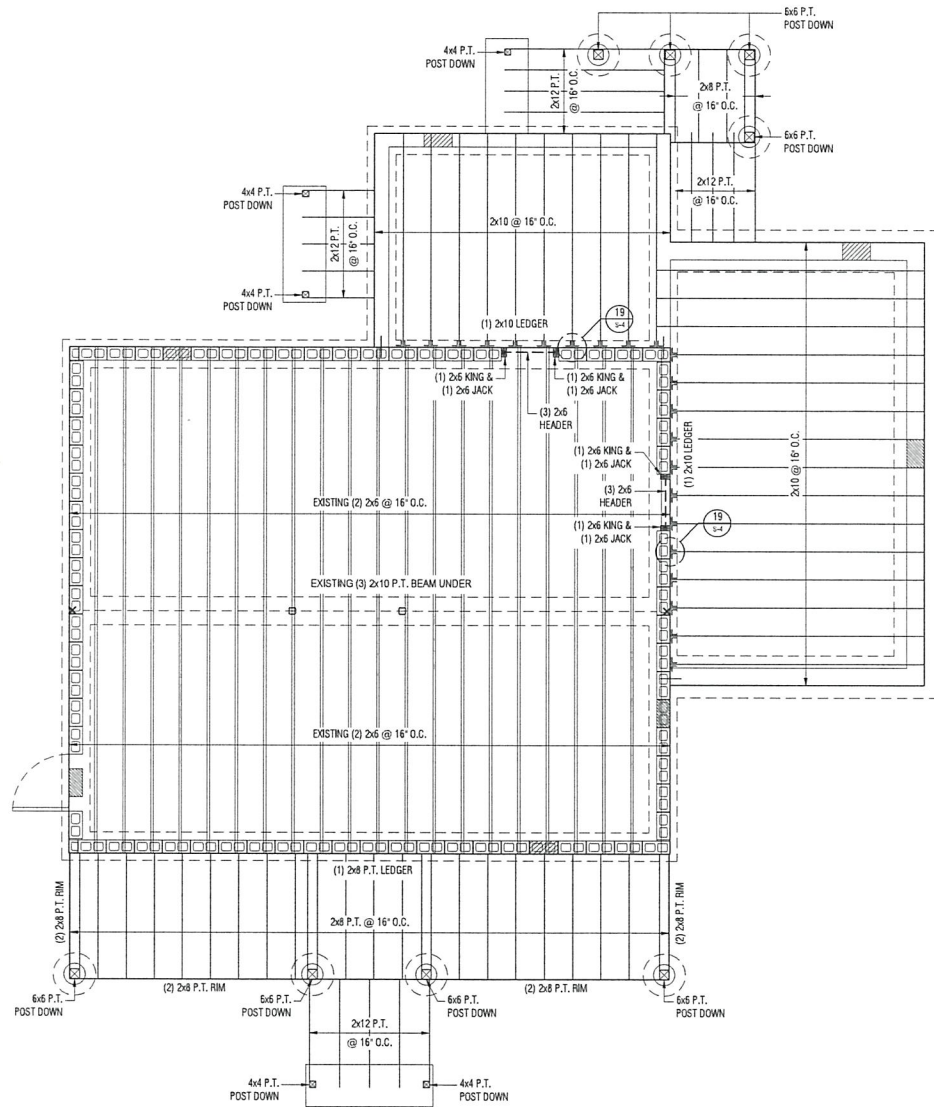 6x6 P.T.
POST DOWN
4x4 P.T.
POST DOWN
2x12 P.T.
@ 16" O.C.
2x8 P.T.
@ 16" O.C.
6x6 P.T.
POST DOWN
4x4 P.T.
POST DOWN
2x12 P.T.
@ 16" O.C.
2x12 P.T.
@ 16" O.C.
2x10 @ 16" O.C.
4x4 P.T.
POST DOWN
(1) 2x10 LEDGER
19
S-4
(1) 2x6 KING &
(1) 2x6 JACK
(1) 2x6 KING &
(1) 2x6 JACK
(3) 2x6
HEADER
(1) 2x10 LEDGER
(1) 2x6 KING &
(1) 2x6 JACK
2x10 @ 16" O.C.
(3) 2x6
HEADER
EXISTING (2) 2x6 @ 16" O.C.
19
S-4
(1) 2x6 KING &
(1) 2x6 JACK
EXISTING (3) 2x10 P.T. BEAM UNDER
EXISTING (2) 2x6 @ 16" O.C.
(1) 2x8 P.T. LEDGER
(2) 2x8 P.T. RIM
2x8 P.T. @ 16" O.C.
(2) 2x8 P.T. RIM
(2) 2x8 P.T. RIM
(2) 2x8 P.T. RIM
6x6 P.T.
POST DOWN
6x6 P.T.
POST DOWN
6x6 P.T.
POST DOWN
6x6 P.T.
POST DOWN
2x12 P.T.
@ 16" O.C.
4x4 P.T.
POST DOWN
4x4 P.T.
POST DOWN